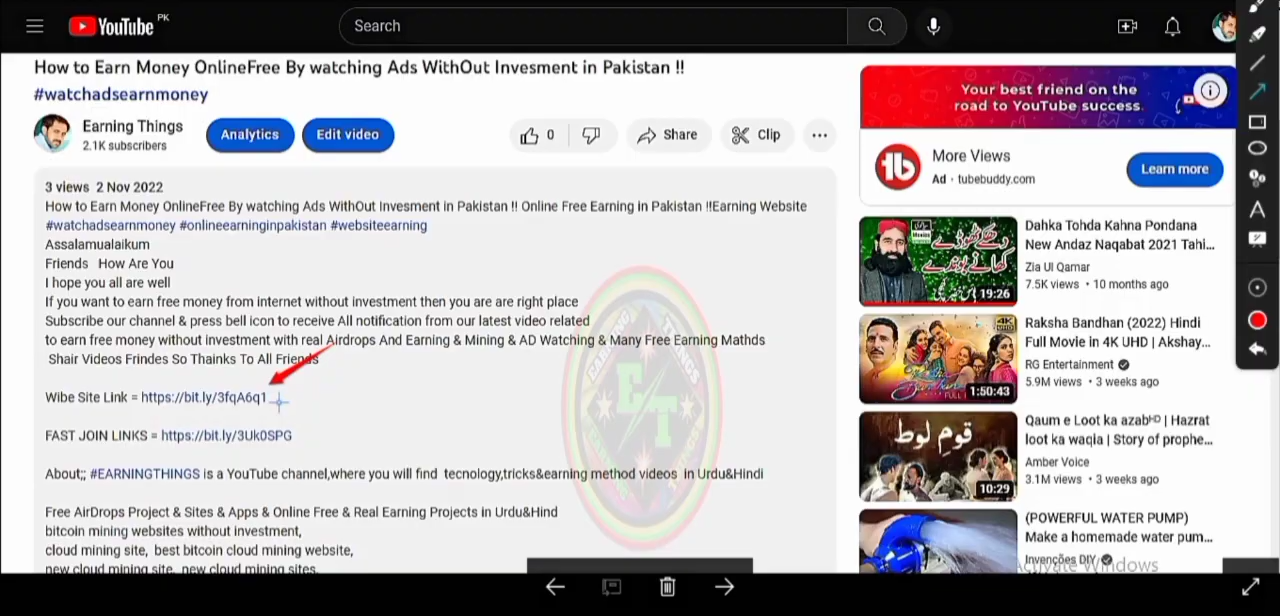 YouTube PK
Search
How to Earn Money OnlineFree By watching Ads WithOut Invesment in Pakistan !!
#watchadsearnmoney
Earning Things
2.1K subscribers
Analytics
Edit video
0
Share
Clip
3 views 2 Nov 2022
How to Earn Money OnlineFree By watching Ads WithOut Invesment in Pakistan !! Online Free Earning in Pakistan !!Earning Website
#watchadsearnmoney #onlineearninginpakistan #websiteearning
Assalamualaikum
Friends How Are You
I hope you all are well
If you want to earn free money from internet without investment then you are are right place
Subscribe our channel & press bell icon to receive All notification from our latest video related
to earn free money without investment with real Airdrops And Earning & Mining & AD Watching & Many Free Earning Mathds
Shair Videos Frindes So Thainks To All Friends
Wibe Site Link = https://bit.ly/3fqA6q1
FAST JOIN LINKS = https://bit.ly/3Uk0SPG
About;; #EARNINGTHINGS is a YouTube channel,where you will find tecnology,tricks&earning method videos in Urdu&Hindi
Free AirDrops Project & Sites & Apps & Online Free & Real Earning Projects in Urdu&Hind
bitcoin mining websites without investment,
cloud mining site, best bitcoin cloud mining website,
new cloud mining site, new cloud mining sites,
EARNING THINGS
ET
Your best friend on the
road to YouTube success.
More Views
Ad · tubebuddy.com
Learn more
19:26
Dahka Tohda Kahna Pondana
New Andaz Naqabat 2021 Tahi...
Zia Ul Qamar
7.5K views • 10 months ago
4K
1:50:43
Raksha Bandhan (2022) Hindi
Full Movie in 4K UHD | Akshay...
RG Entertainment
5.9M views • 3 weeks ago
قوم لوط
10:29
Qaum e Loot ka azabᴴᴰ | Hazrat
loot ka waqia | Story of prophe...
Amber Voice
3.1M views • 3 weeks ago
(POWERFUL WATER PUMP)
Make a homemade water pum...
Invenções DIY
Activate Windows
A